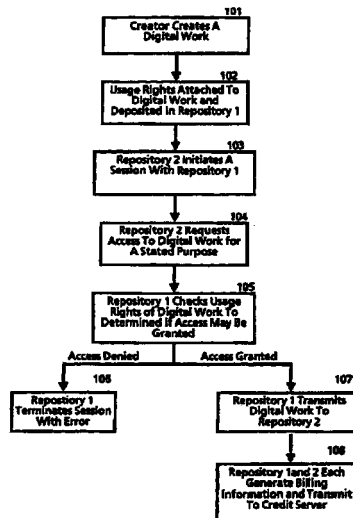 101
Creator Creates A
Digital Work
102
Usage Rights Attached To
Digital Work and
Deposited in Repository 1
103
Repository 2 Initiates A
Session With Repository 1
104
Repository 2 Requests
Access To Digital Work for
A Stated Purpose
105
Repository 1 Checks Usage
Rights of Digital Work To
Determined if Access May Be
Granted
Access Denied
Access Granted
106
Repostiory 1
Terminates Session
With Error
107
Repository 1 Transmits
Digital Work To
Repository 2
108
Repository 1and 2 Each
Generate Billing
Information and Transmit
To Credit Server